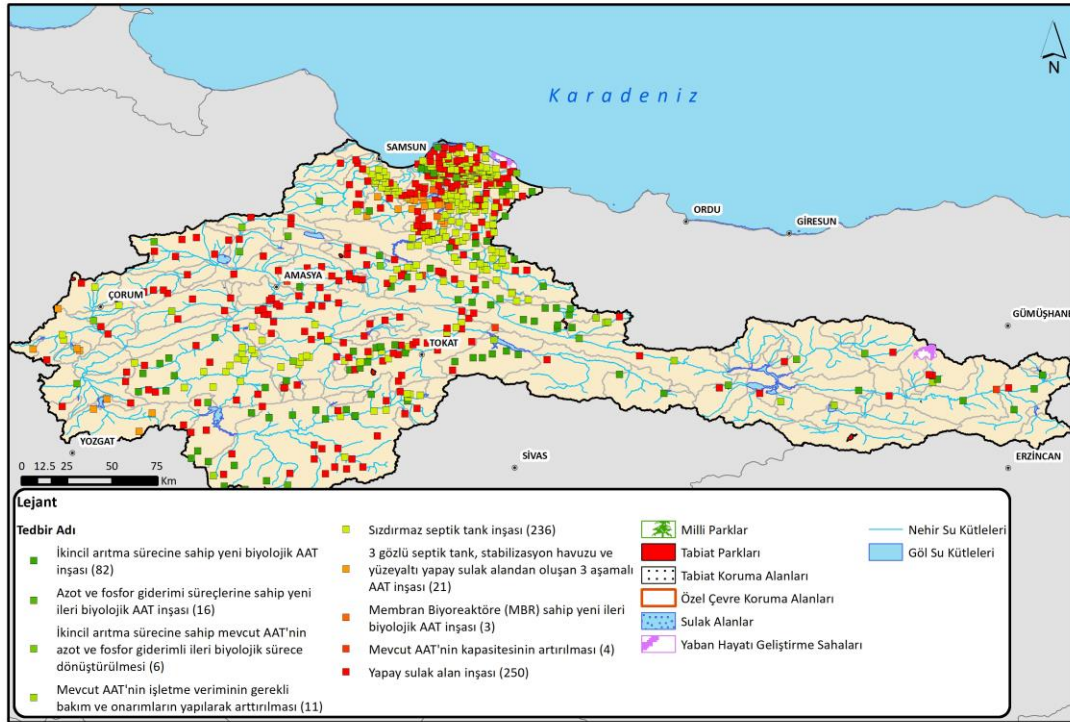 N
Karadeniz
SAMSUN
ORDU
GİRESUN
AMASYA
ÇORUM
GÜMÜŞHANE
TOKAT
YOZGAT
SİVAS
ERZİNCAN
0 12.5 25 50 75
Km
Lejant
Tedbir Adı
İkincil arıtma sürecine sahip yeni biyolojik AAT
inşası (82)
Azot ve fosfor giderimi süreçlerine sahip yeni
ileri biyolojik AAT inşası (16)
İkincil arıtma sürecine sahip mevcut AAT'nin
azot ve fosfor giderimli ileri biyolojik sürece
dönüştürülmesi (6)
Mevcut AAT'nin işletme veriminin gerekli
bakım ve onarımların yapılarak arttırılması (11)
Sızdırmaz septik tank inşası (236)
3 gözlü septik tank, stabilizasyon havuzu ve
yüzeyaltı yapay sulak alandan oluşan 3 aşamalı
AAT inşası (21)
Membran Biyoreaktöre (MBR) sahip yeni ileri
biyolojik AAT inşası (3)
Mevcut AAT'nin kapasitesinin artırılması (4)
Yapay sulak alan inşası (250)
Milli Parklar
Tabiat Parkları
Tabiat Koruma Alanları
Özel Çevre Koruma Alanları
Sulak Alanlar
Yaban Hayatı Geliştirme Sahaları
Nehir Su Kütleleri
Göl Su Kütleleri